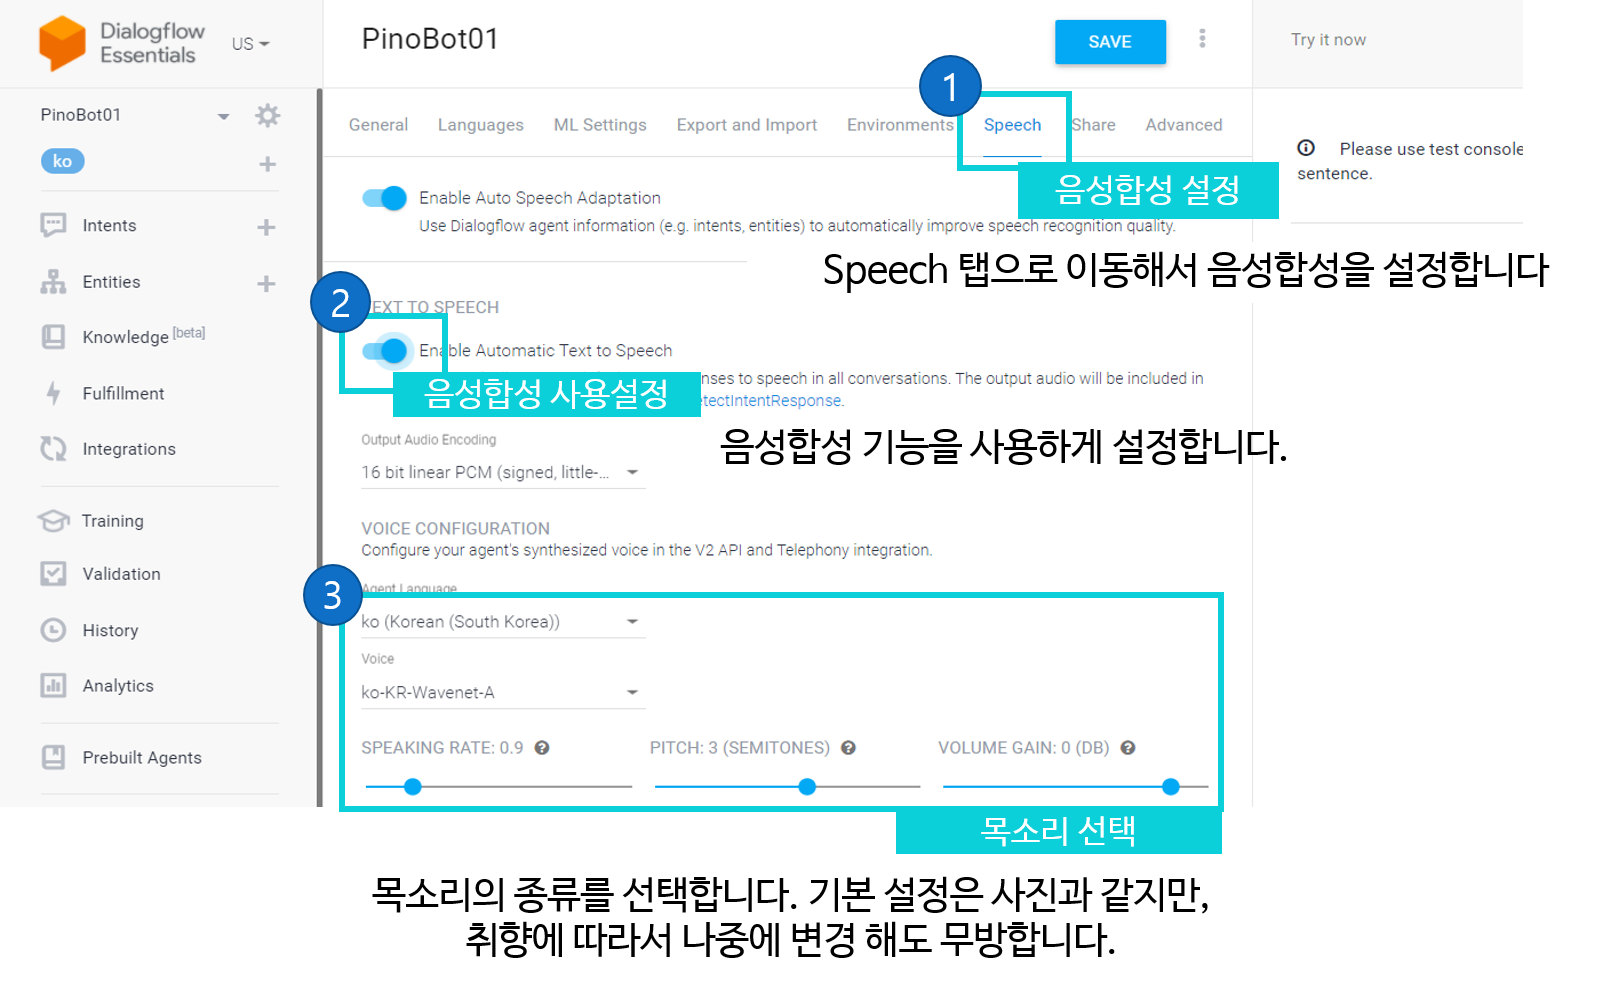 Dialogflow
Essentials
US
PinoBot01
SAVE
Try it now
PinoBot01
ko
Intents
Entities
Knowledge [beta]
Fulfillment
Integrations
Training
Validation
History
Analytics
Prebuilt Agents
1
General Languages ML Settings Export and Import Environments Speech Share Advanced
음성합성 설정
Please use test console
sentence.
Enable Auto Speech Adaptation
Use Dialogflow agent information (e.g. intents, entities) to automatically improve speech recognition quality.
Speech 탭으로 이동해서 음성합성을 설정합니다
2
TEXT TO SPEECH
Enable Automatic Text to Speech
음성합성 사용설정
nses to speech in all conversations. The output audio will be included in
tectIntentResponse.
음성합성 기능을 사용하게 설정합니다.
Output Audio Encoding
16 bit linear PCM (signed, little-...
VOICE CONFIGURATION
Configure your agent's synthesized voice in the V2 API and Telephony integration.
3
Agent Language
ko (Korean (South Korea))
Voice
ko-KR-Wavenet-A
SPEAKING RATE: 0.9 PITCH: 3 (SEMITONES) VOLUME GAIN: 0 (DB)
목소리 선택
목소리의 종류를 선택합니다. 기본 설정은 사진과 같지만,
취향에 따라서 나중에 변경 해도 무방합니다.